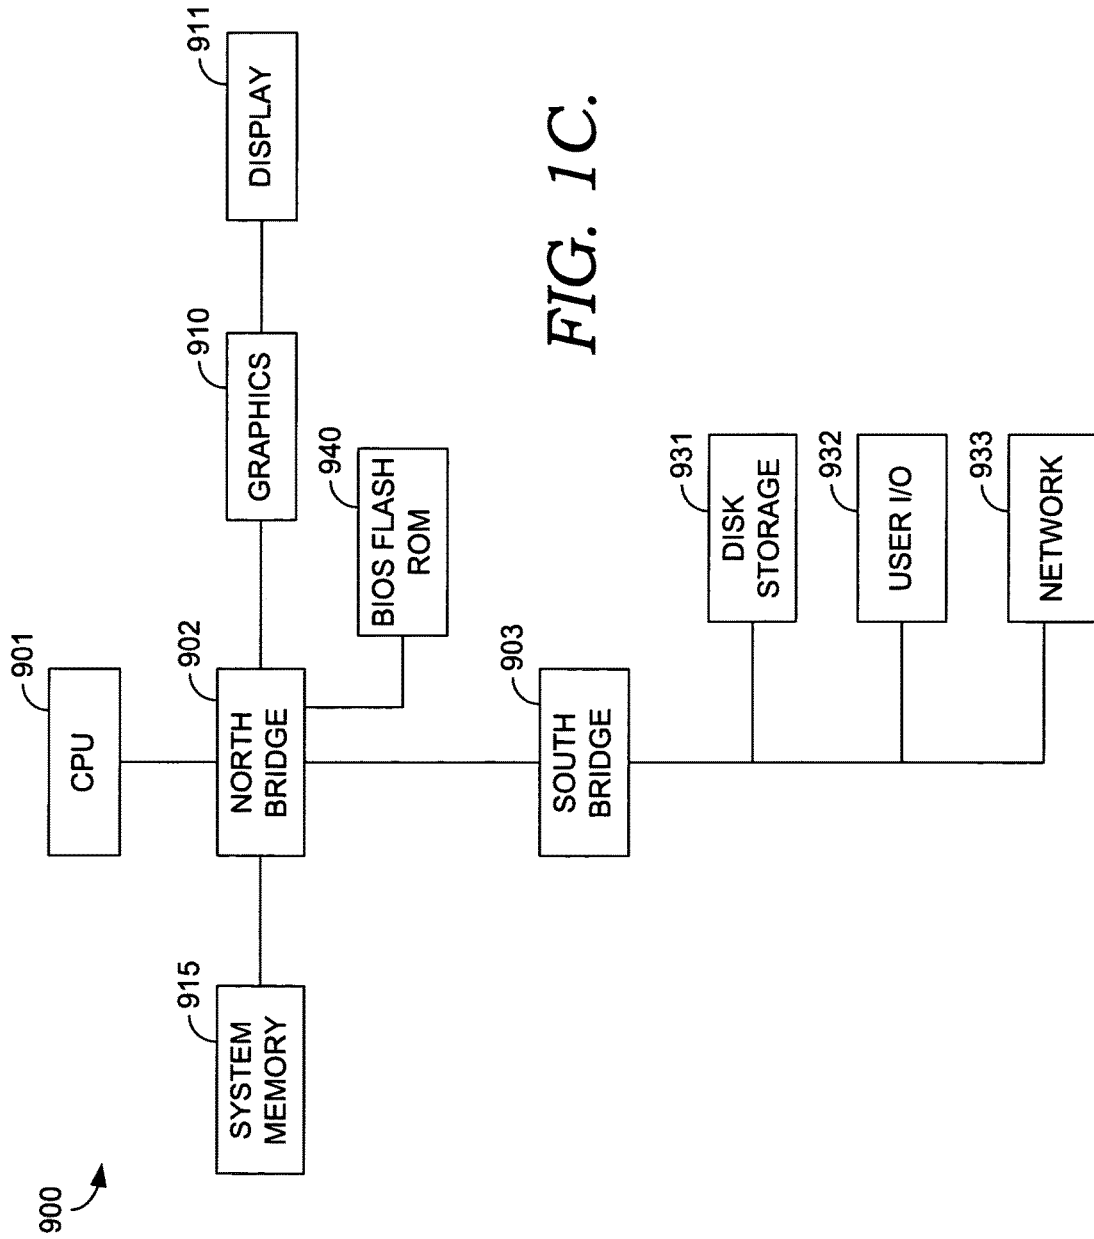 900
901
CPU
915
SYSTEM
MEMORY
902
NORTH
BRIDGE
910
GRAPHICS
911
DISPLAY
940
BIOS FLASH
ROM
903
SOUTH
BRIDGE
931
DISK
STORAGE
932
USER I/O
933
NETWORK
FIG. 1C.